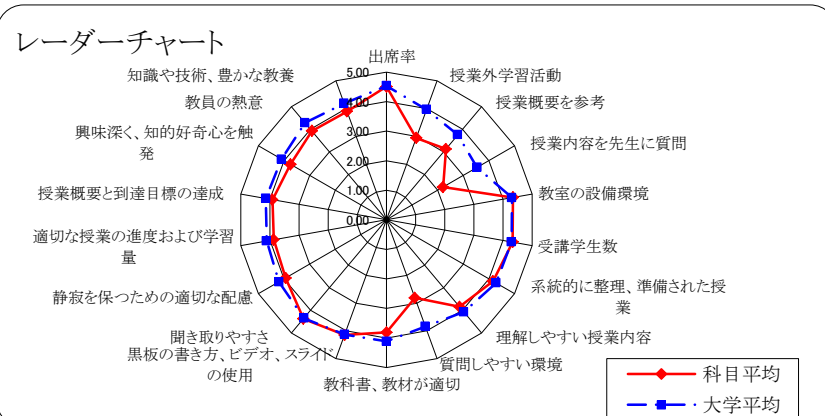 レーダーチャート
出席率
授業外学習活動
授業概要を参考
授業内容を先生に質問
教室の設備環境
受講学生数
系統的に整理、準備された授
業
理解しやすい授業内容
質問しやすい環境
教科書、教材が適切
黒板の書き方、ビデオ、スライド
の使用
聞き取りやすさ
静寂を保つための適切な配慮
適切な授業の進度および学習
量
授業概要と到達目標の達成
興味深く、知的好奇心を触
発
教員の熱意
知識や技術、豊かな教養
5.00
4.00
3.00
2.00
1.00
0.00
科目平均
大学平均